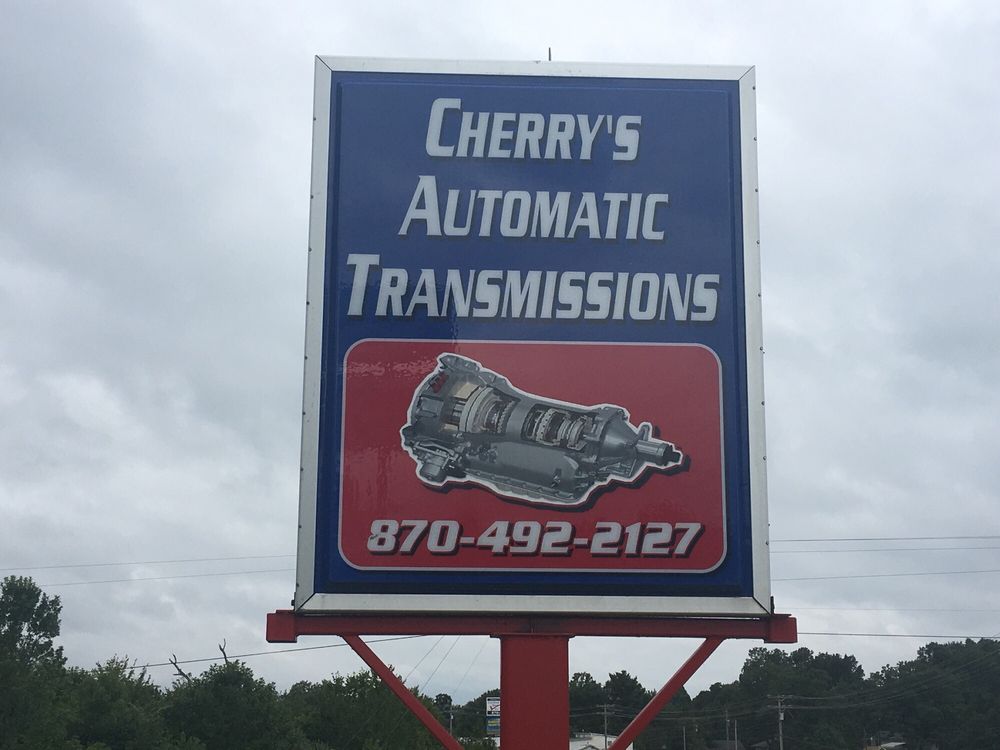 CHERRY'S
AUTOMATIC
TRANSMISSIONS
870-492-2127